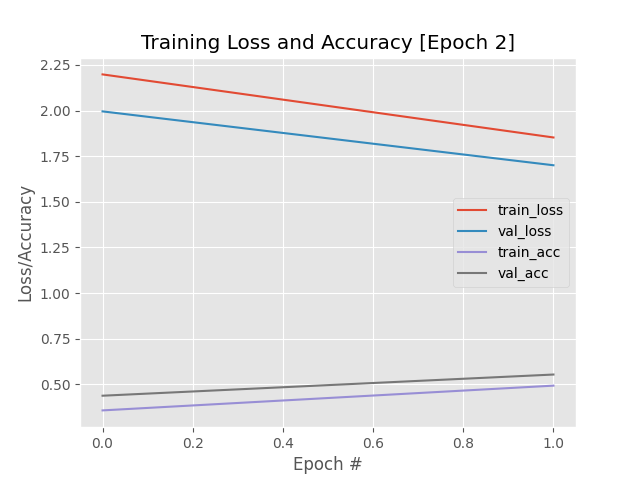 Training Loss and Accuracy [Epoch 2]
2.25
2.00
1.75
1.50
1.25
1.00
0.75
0.50
Loss/Accuracy
train_loss
val_loss
train_acc
val_acc
0.0 0.2 0.4 0.6 0.8 1.0
Epoch #